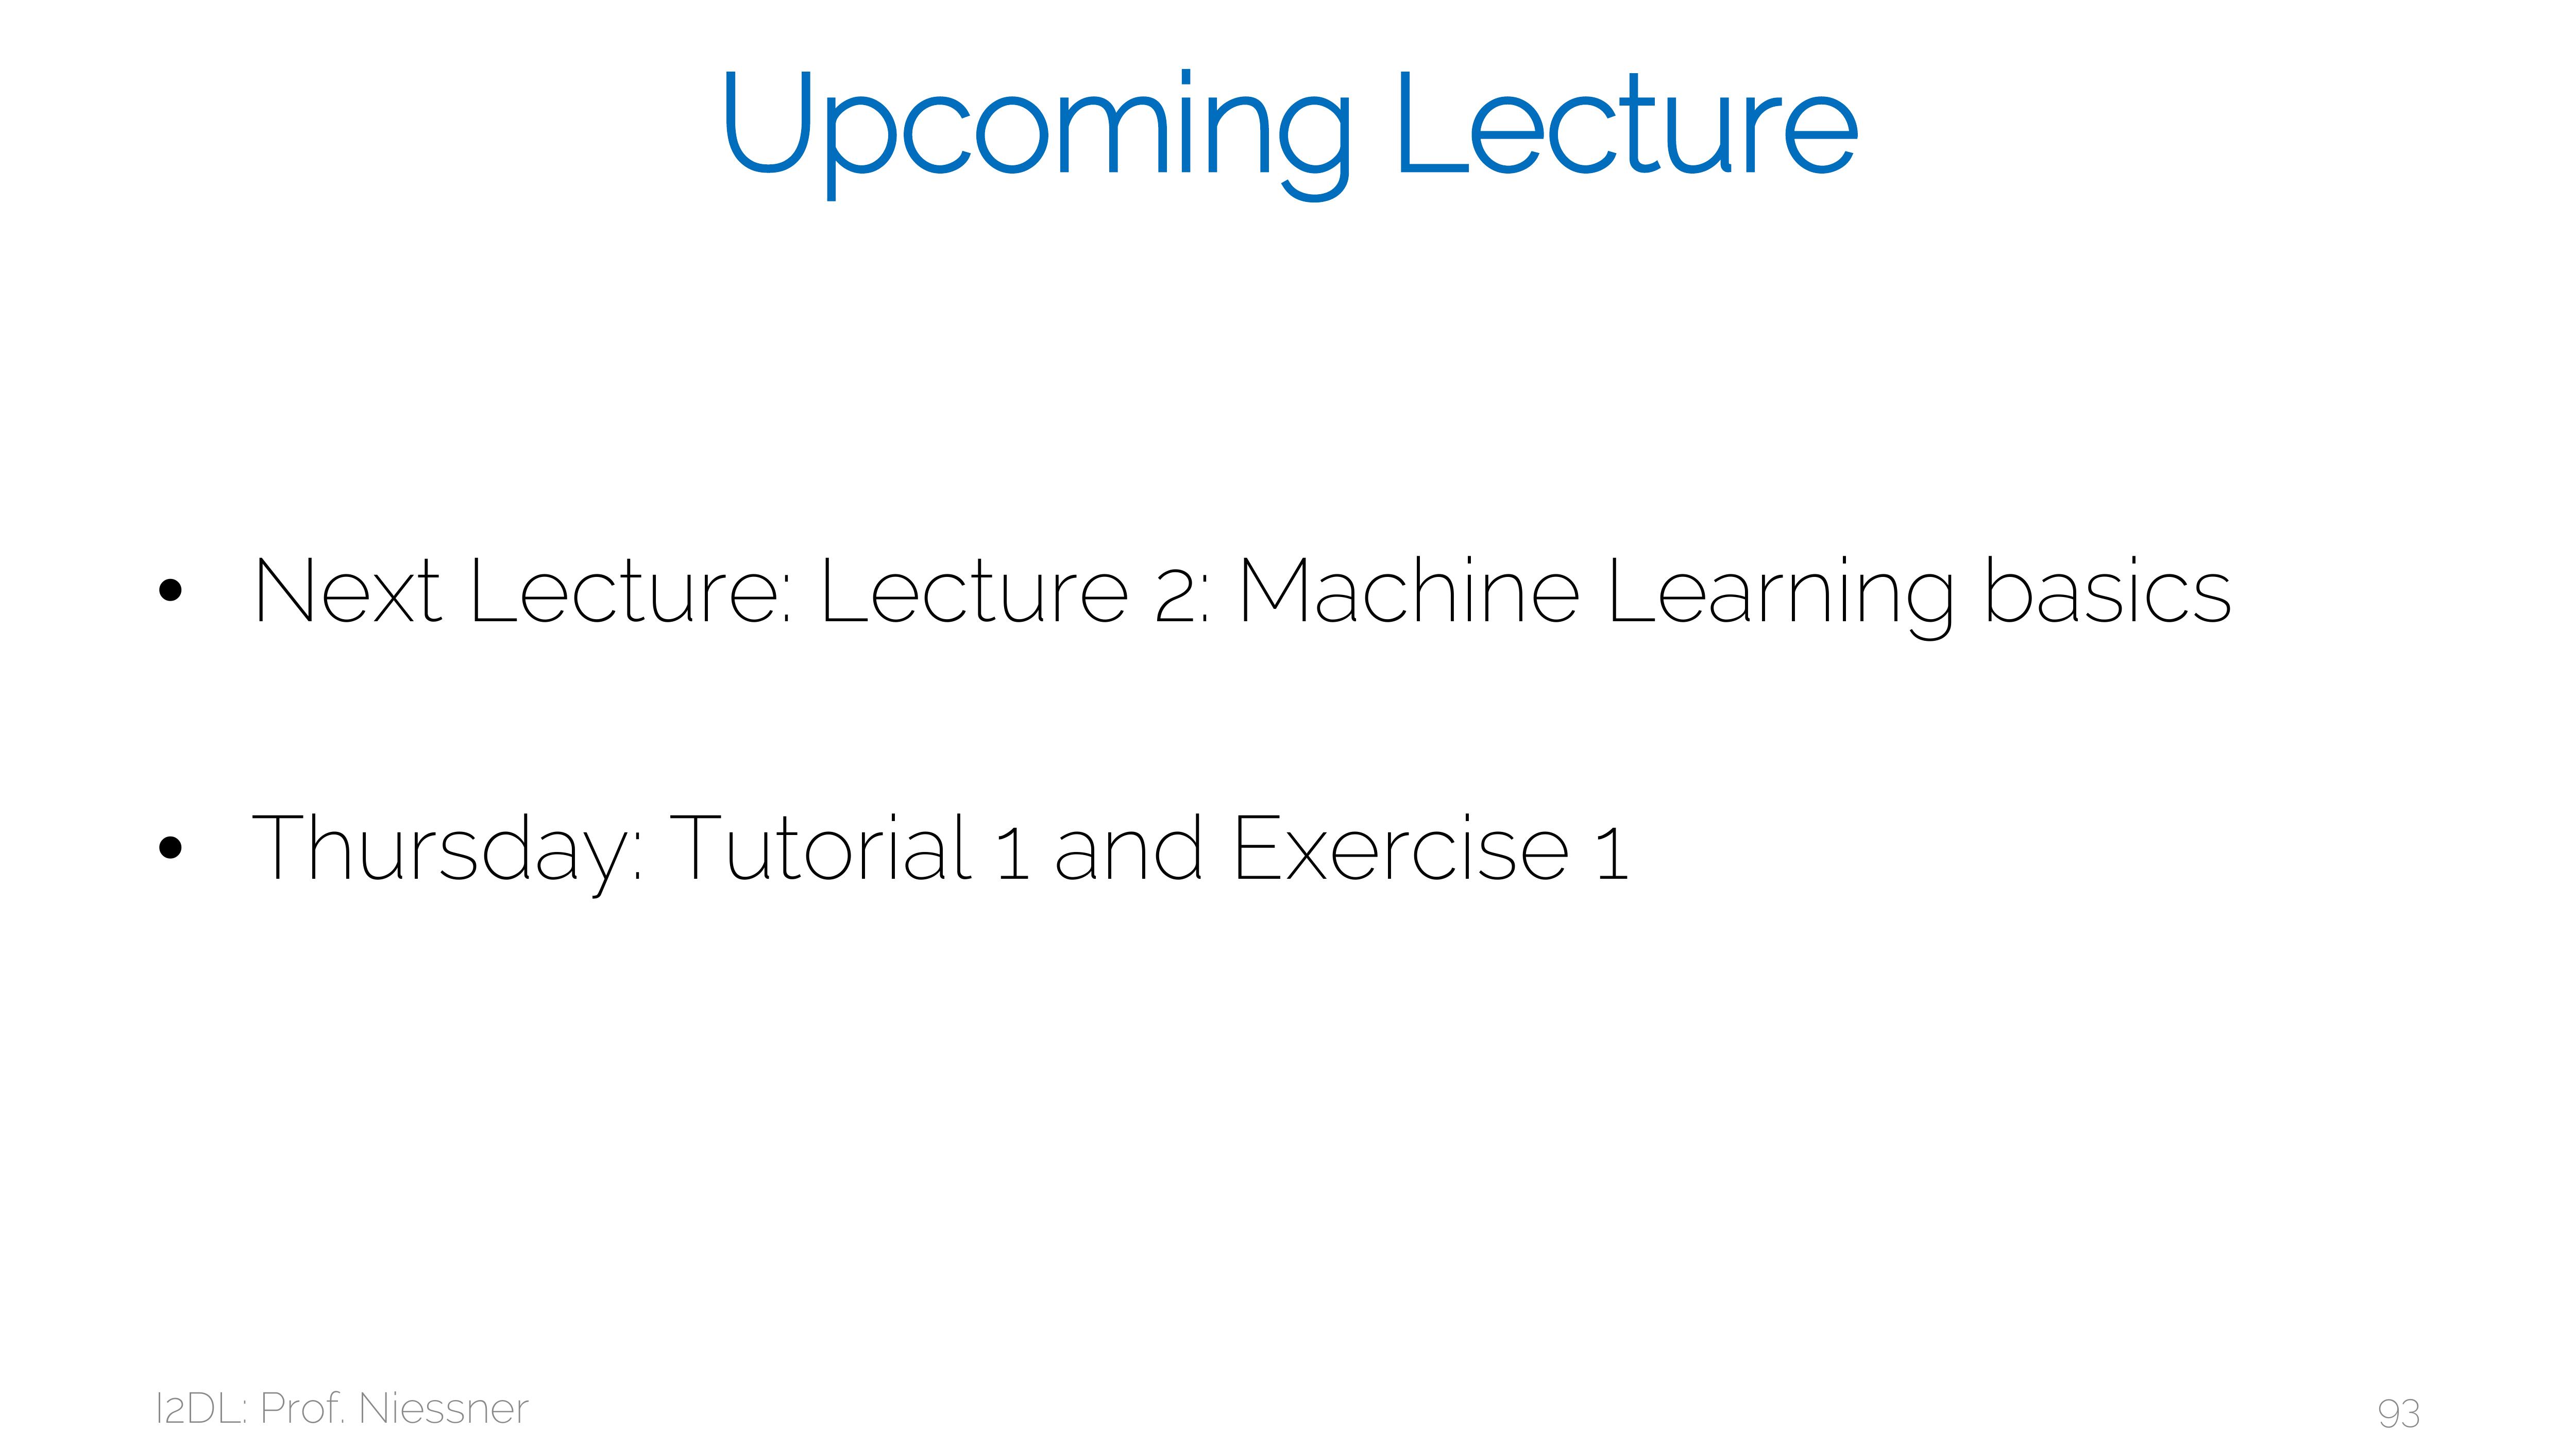 Upcoming Lecture
• Next Lecture: Lecture 2: Machine Learning basics
• Thursday: Tutorial 1 and Exercise 1
I2DL: Prof. Niessner
93